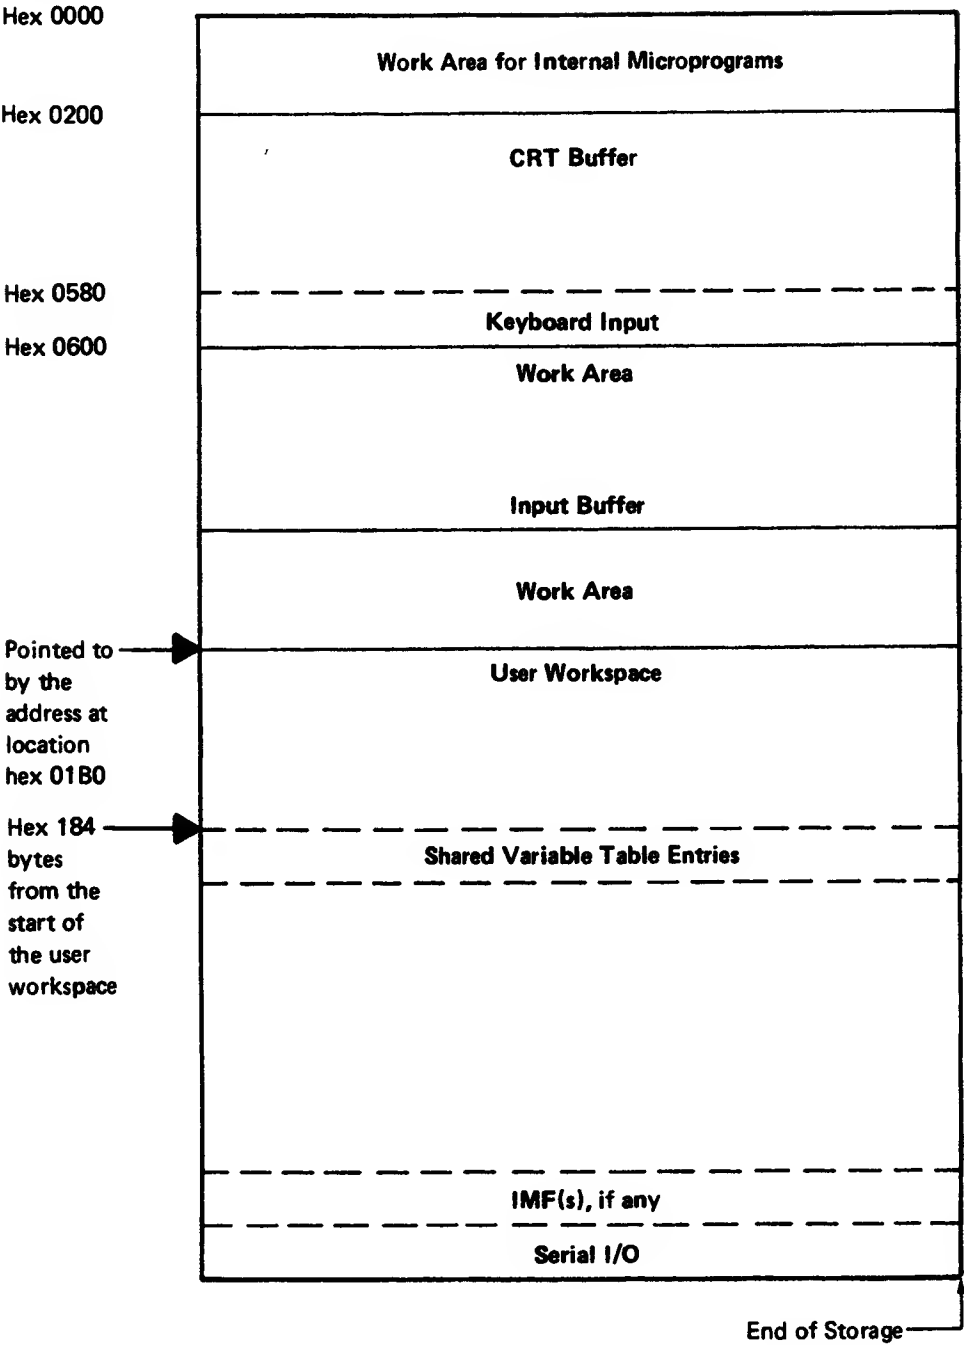 Hex 0000
Work Area for Internal Microprograms
Hex 0200
CRT Buffer
Hex 0580
Keyboard Input
Hex 0600
Work Area
Input Buffer
Work Area
Pointed to
by the
address at
location
hex 01B0
User Workspace
Hex 184
bytes
from the
start of
the user
workspace
Shared Variable Table Entries
IMF(s), if any
Serial I/O
End of Storage